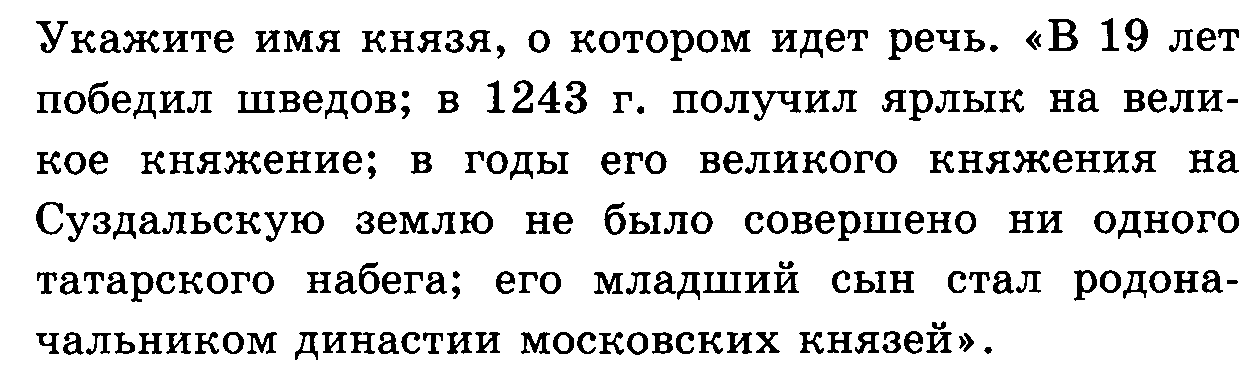 Укажите имя князя, о котором идет речь. «В 19 лет
победил шведов; в 1243 г. получил ярлык на вели-
кое княжение; в годы его великого княжения на
Суздальскую землю не было совершено ни одного
татарского набега; его младший сын стал родона-
чальником династии московских князей».